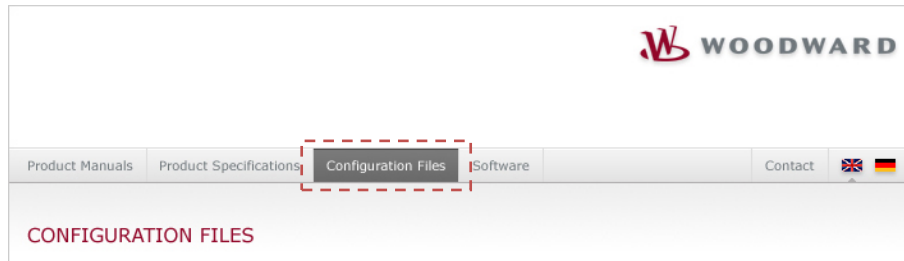 WOODWARD
Product Manuals Product Specifications Configuration Files Software Contact
CONFIGURATION FILES